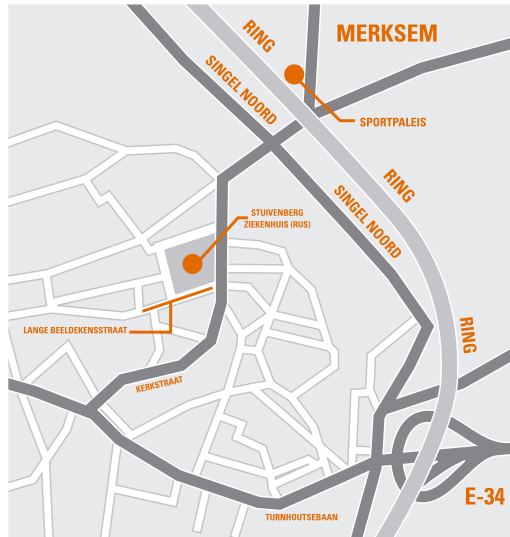 RING
MERKSEM
SINGEL NOORD
SPORTPALEIS
RING
SINGEL NOORD
STUIVENBERG
ZIEKENHUIS (RUS)
LANGE BEELDEKENSSTRAAT
RING
KERKSTRAAT
E-34
TURNHOUTSEBAAN